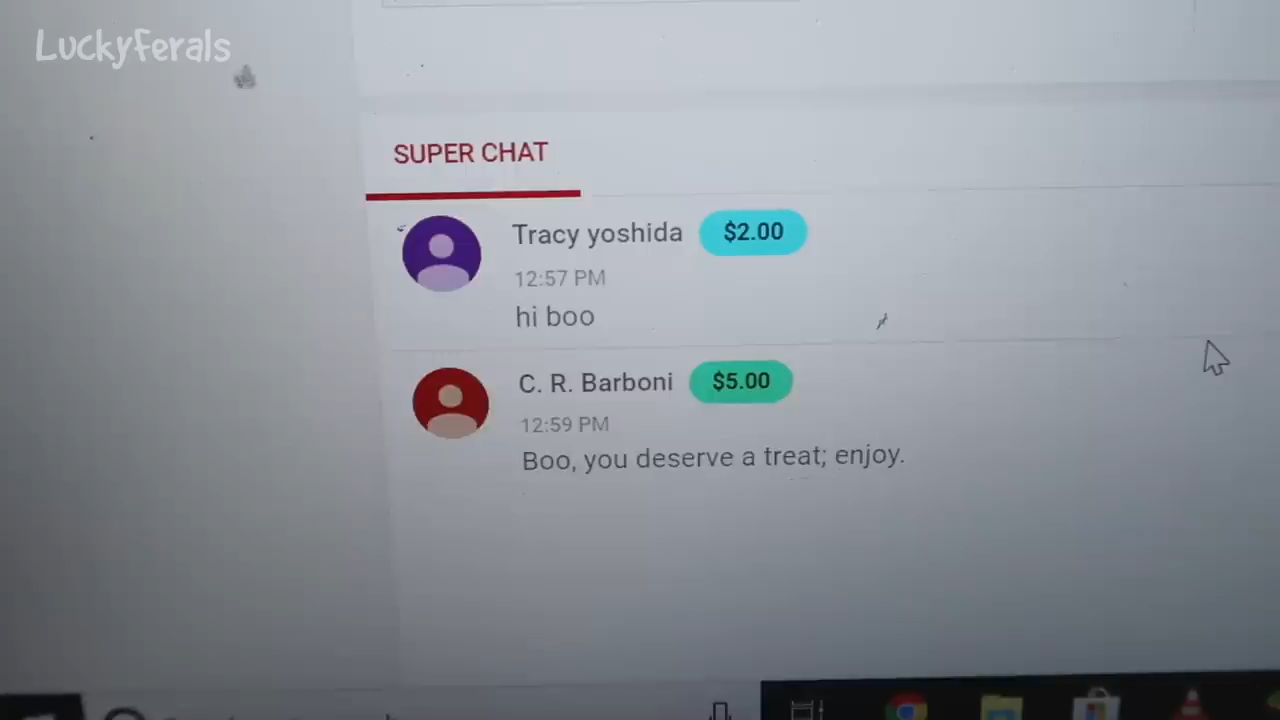 LuckyFerals
SUPER CHAT
Tracy yoshida $2.00
12:57 PM
hi boo
C. R. Barboni $5.00
12:59 PM
Boo, you deserve a treat; enjoy.